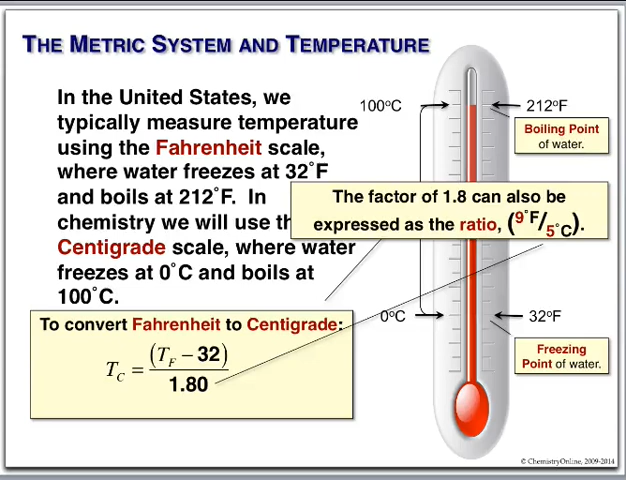 THE METRIC SYSTEM AND TEMPERATURE
In the United States, we
typically measure temperature
using the Fahrenheit scale,
where water freezes at 32˚F
and boils at 212˚F. In
chemistry we will use th
Centigrade scale, where water
freezes at 0˚C and boils at
100˚C.
100ºC
212ºF
Boiling Point
of water.
The factor of 1.8 can also be
expressed as the ratio, (9˚F/5˚C).
0ºC
32ºF
Freezing
Point of water.
To convert Fahrenheit to Centigrade:
T_C = (T_F − 32) / 1.80
© ChemistryOnline, 2009-2014